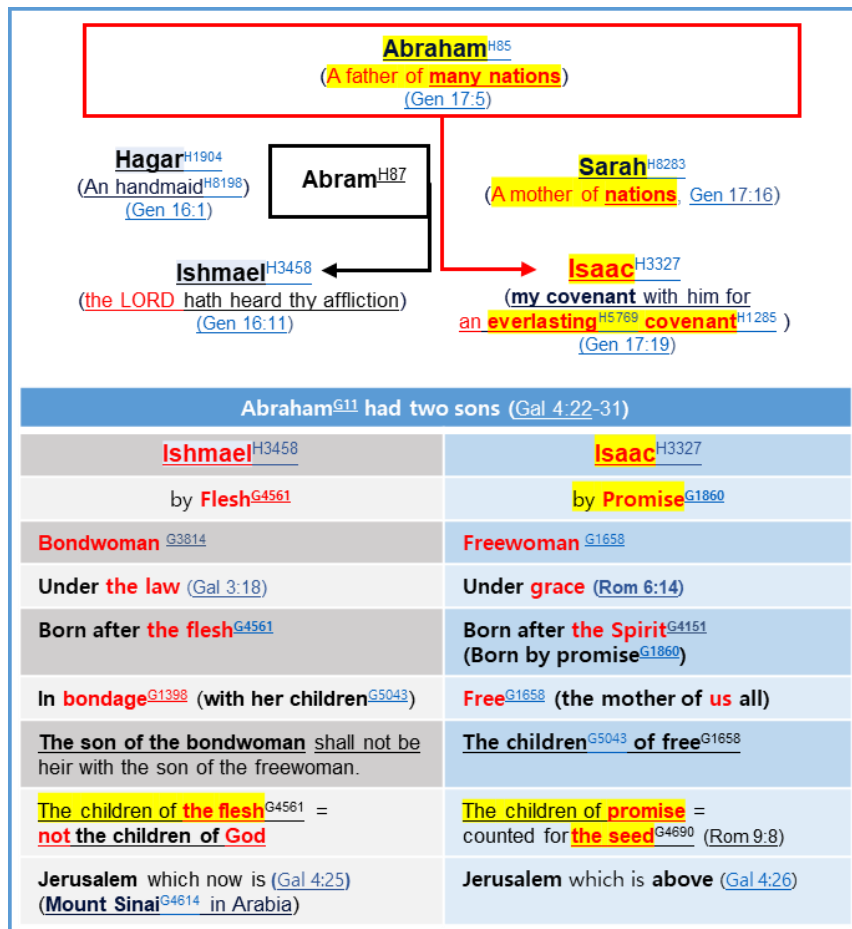 Abraham^H85
(A father of many nations)
(Gen 17:5)
Hagar^H1904
(An handmaid^H8198)
(Gen 16:1)
Abram^H87
Sarah^H8283
(A mother of nations, Gen 17:16)
Ishmael^H3458
(the LORD hath heard thy affliction)
(Gen 16:11)
Isaac^H3327
(my covenant with him for
an everlasting^H5769 covenant^H1285 )
(Gen 17:19)
Abraham^G11 had two sons (Gal 4:22-31)
Ishmael^H3458
Isaac^H3327
by Flesh^G4561
by Promise^G1860
Bondwoman G3814
Freewoman G1658
Under the law (Gal 3:18)
Under grace (Rom 6:14)
Born after the flesh^G4561
Born after the Spirit^G4151
(Born by promise^G1860)
In bondage^G1398 (with her children^G5043)
Free^G1658 (the mother of us all)
The son of the bondwoman shall not be
heir with the son of the freewoman.
The children^G5043 of free^G1658
The children of the flesh^G4561 =
not the children of God
The children of promise =
counted for the seed^G4690 (Rom 9:8)
Jerusalem which now is (Gal 4:25)
(Mount Sinai^G4614 in Arabia)
Jerusalem which is above (Gal 4:26)